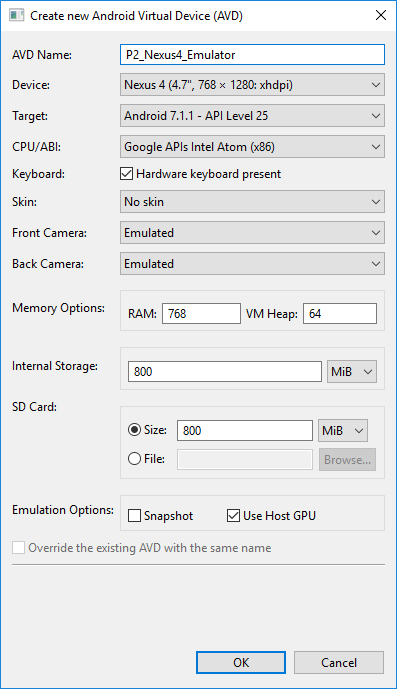 Create new Android Virtual Device (AVD)
AVD Name: P2_Nexus4_Emulator
Device: Nexus 4 (4.7", 768 × 1280: xhdpi)
Target: Android 7.1.1 - API Level 25
CPU/ABI: Google APIs Intel Atom (x86)
Keyboard: Hardware keyboard present
Skin: No skin
Front Camera: Emulated
Back Camera: Emulated
Memory Options: RAM: 768 VM Heap: 64
Internal Storage: 800 MiB
SD Card:
Size: 800 MiB
File: Browse...
Emulation Options: Snapshot Use Host GPU
Override the existing AVD with the same name
OK Cancel